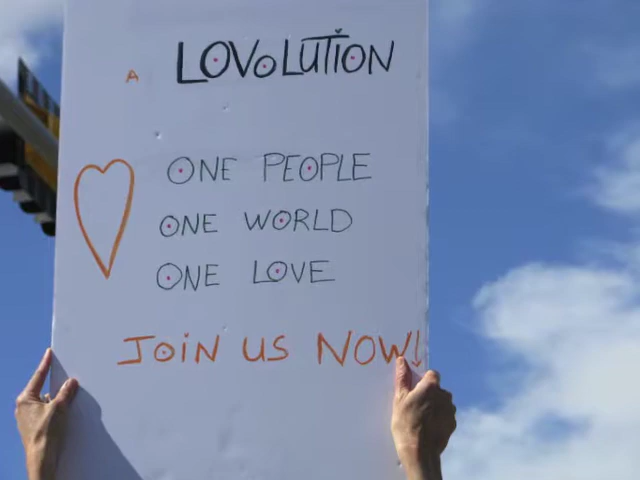 A LOVOLUTION
ONE PEOPLE
ONE WORLD
ONE LOVE
JOIN US NOW!